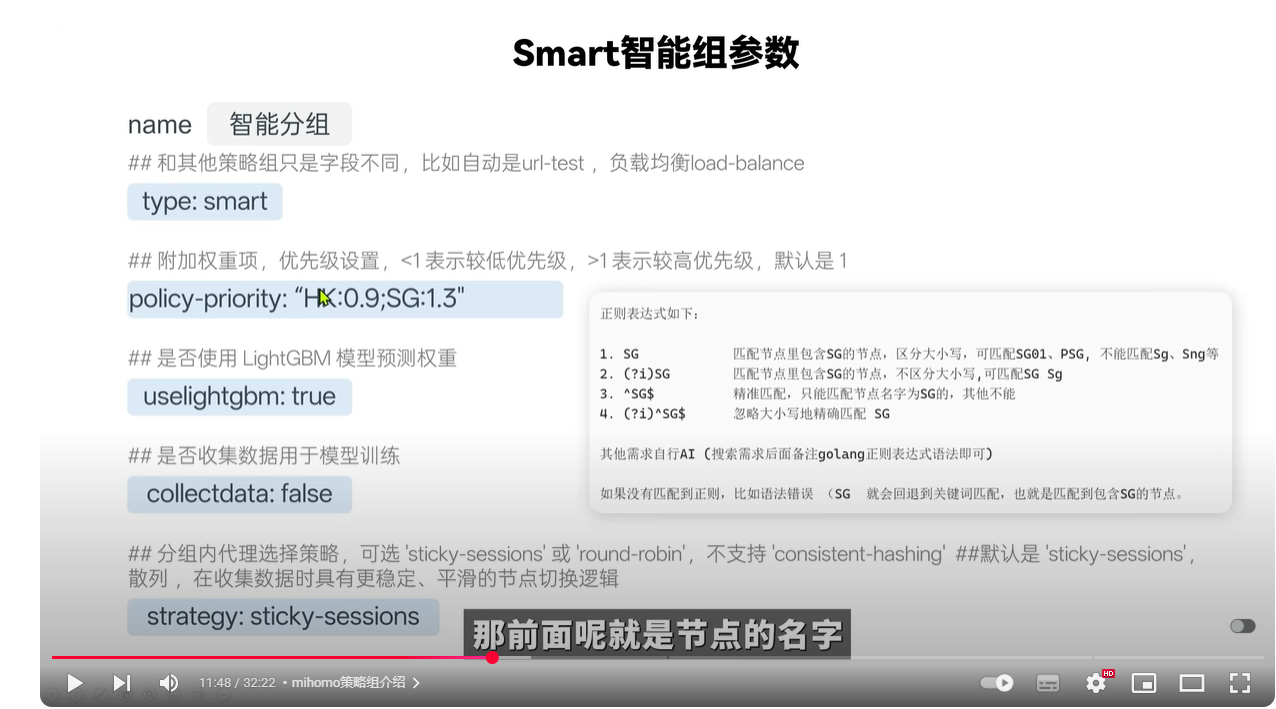 Smart智能组参数
name 智能分组
## 和其他策略组只是字段不同，比如自动是url-test ，负载均衡load-balance
type: smart
## 附加权重项，优先级设置，<1 表示较低优先级，>1 表示较高优先级，默认是 1
policy-priority: “HK:0.9;SG:1.3"
## 是否使用 LightGBM 模型预测权重
uselightgbm: true
## 是否收集数据用于模型训练
collectdata: false
正则表达式如下：
1. SG 匹配节点里包含SG的节点，区分大小写，可匹配SG01、PSG, 不能匹配Sg、Sng等
2. (?i)SG 匹配节点里包含SG的节点，不区分大小写,可匹配SG Sg
3. ^SG$ 精准匹配，只能匹配节点名字为SG的，其他不能
4. (?i)^SG$ 忽略大小写地精确匹配 SG
其他需求自行AI (搜索需求后面备注golang正则表达式语法即可)
如果没有匹配到正则，比如语法错误 （SG 就会回退到关键词匹配，也就是匹配到包含SG的节点。
## 分组内代理选择策略，可选 'sticky-sessions' 或 'round-robin'，不支持 'consistent-hashing' ##默认是 'sticky-sessions'，
散列 ，在收集数据时具有更稳定、平滑的节点切换逻辑
strategy: sticky-sessions
那前面呢就是节点的名字
11:48 / 32:22 • mihomo策略组介绍
HD